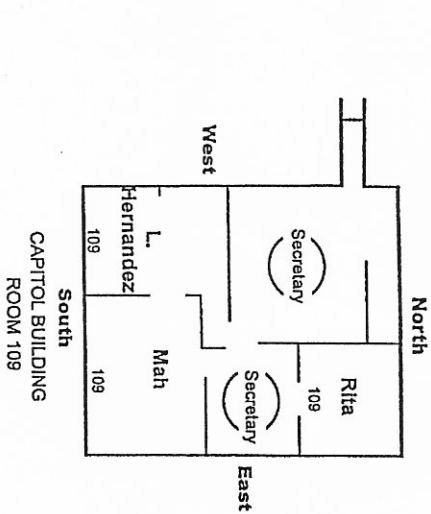 North
West
Secretary
Rita
109
L.
Hernandez
109
Mah
109
Secretary
East
South
CAPITOL BUILDING
ROOM 109